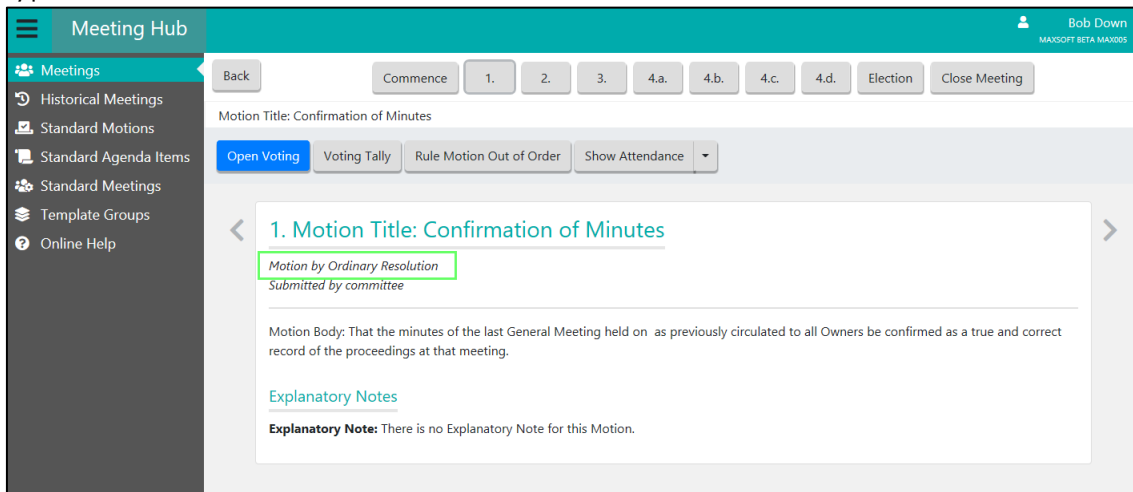 Meeting Hub
Bob Down
MAXSOFT BETA MAX005
Meetings
Historical Meetings
Standard Motions
Standard Agenda Items
Standard Meetings
Template Groups
Online Help
Back Commence 1. 2. 3. 4.a. 4.b. 4.c. 4.d. Election Close Meeting
Motion Title: Confirmation of Minutes
Open Voting Voting Tally Rule Motion Out of Order Show Attendance
1. Motion Title: Confirmation of Minutes
Motion by Ordinary Resolution
Submitted by committee
Motion Body: That the minutes of the last General Meeting held on as previously circulated to all Owners be confirmed as a true and correct
record of the proceedings at that meeting.
Explanatory Notes
Explanatory Note: There is no Explanatory Note for this Motion.